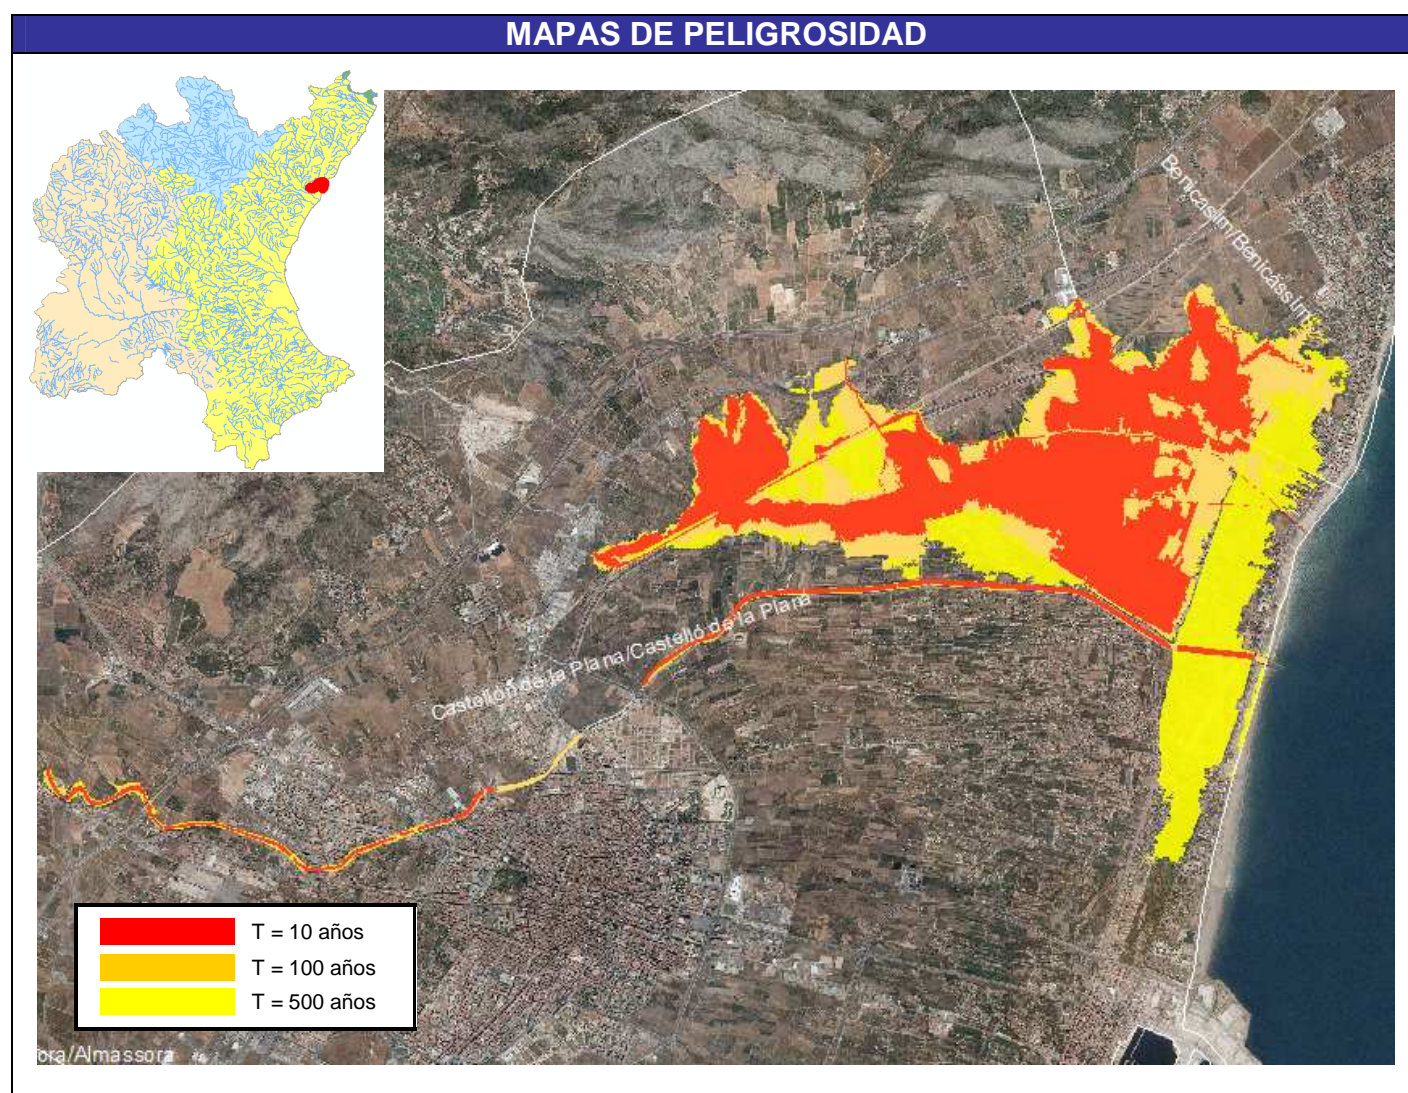 MAPAS DE PELIGROSIDAD
Benicasim/Benicàssim
Castellón de la Plana/Castelló de la Plana
T = 10 años
T = 100 años
T = 500 años
ora/Almassora